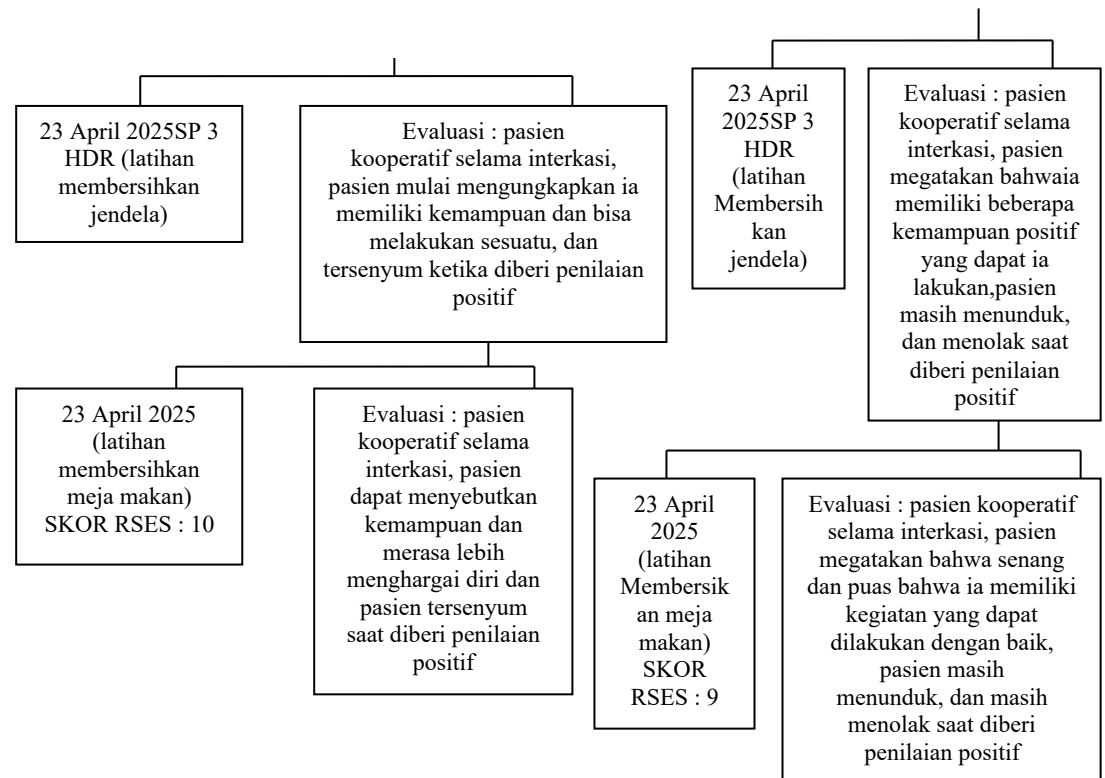 23 April 2025SP 3
HDR (latihan
membersihkan
jendela)
Evaluasi : pasien
kooperatif selama interkasi,
pasien mulai mengungkapkan ia
memiliki kemampuan dan bisa
melakukan sesuatu, dan
tersenyum ketika diberi penilaian
positif
23 April 2025
(latihan
membersihkan
meja makan)
SKOR RSES : 10
Evaluasi : pasien
kooperatif selama
interkasi, pasien
dapat menyebutkan
kemampuan dan
merasa lebih
menghargai diri dan
pasien tersenyum
saat diberi penilaian
positif
23 April
2025SP 3
HDR
(latihan
Membersih
kan
jendela)
Evaluasi : pasien
kooperatif selama
interkasi, pasien
megatakan bahwaia
memiliki beberapa
kemampuan positif
yang dapat ia
lakukan,pasien
masih menunduk,
dan menolak saat
diberi penilaian
positif
23 April
2025
(latihan
Membersik
an meja
makan)
SKOR
RSES : 9
Evaluasi : pasien kooperatif
selama interkasi, pasien
megatakan bahwa senang
dan puas bahwa ia memiliki
kegiatan yang dapat
dilakukan dengan baik,
pasien masih
menunduk, dan masih
menolak saat diberi
penilaian positif